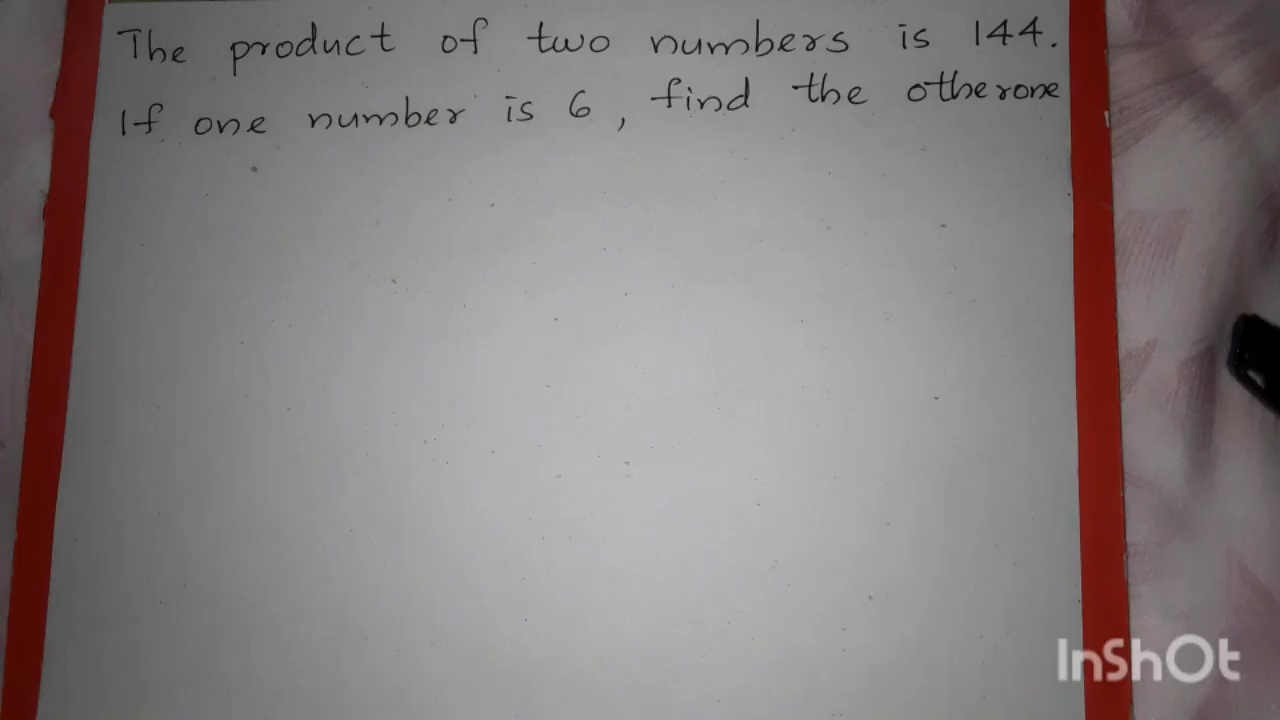 The product of two numbers is 144.
If one number is 6, find the otherone
InShOt